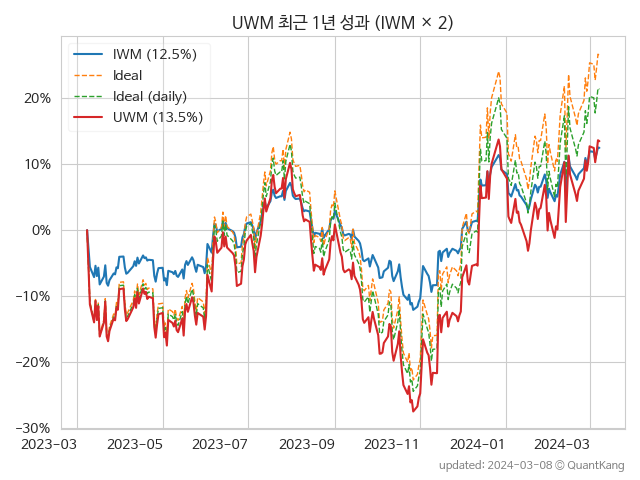 UWM 최근 1년 성과 (IWM × 2)
IWM (12.5%)
Ideal
Ideal (daily)
UWM (13.5%)
20%
10%
0%
−10%
−20%
−30%
2023-03 2023-05 2023-07 2023-09 2023-11 2024-01 2024-03
updated: 2024-03-08 © QuantKang